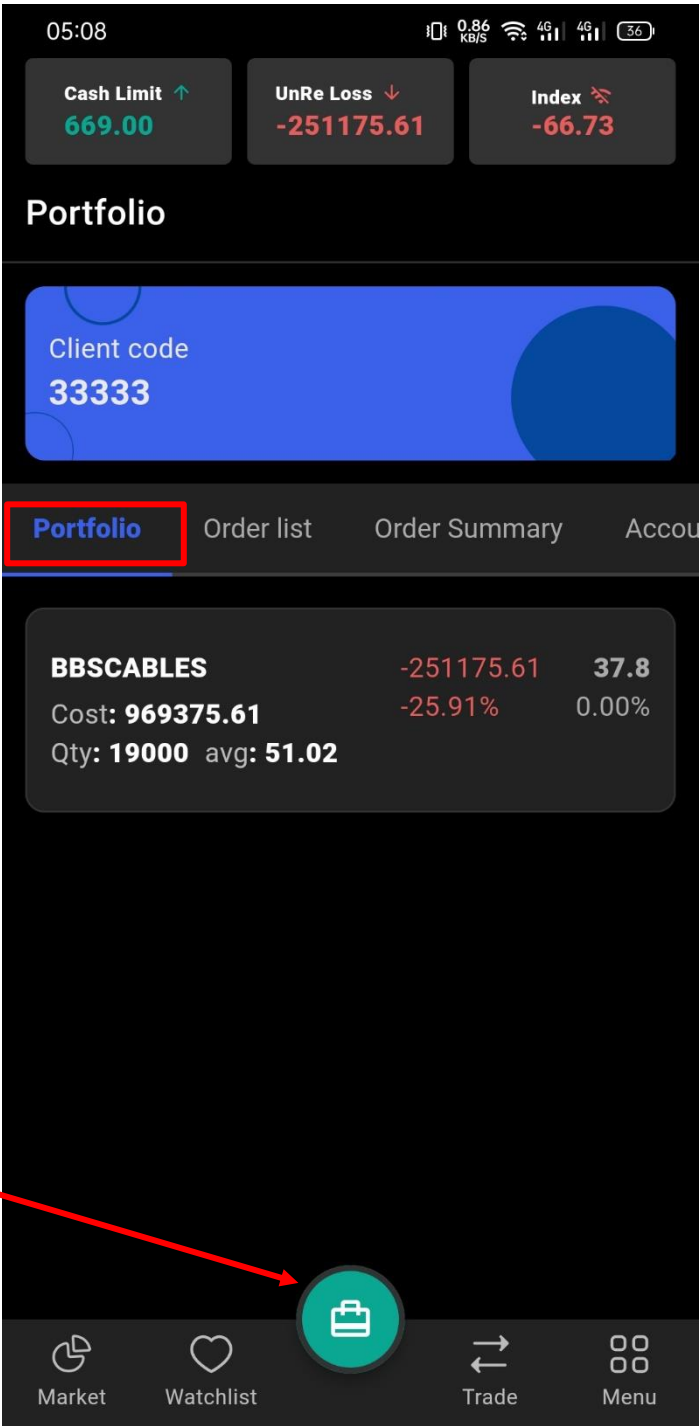 05:08 0.86 KB/S 4G 4G 36
Cash Limit ↑ UnRe Loss ↓ Index
669.00 -251175.61 -66.73
Portfolio
Client code
33333
Portfolio Order list Order Summary Accou
BBSCABLES -251175.61 37.8
Cost: 969375.61 -25.91% 0.00%
Qty: 19000 avg: 51.02
Market Watchlist Trade Menu